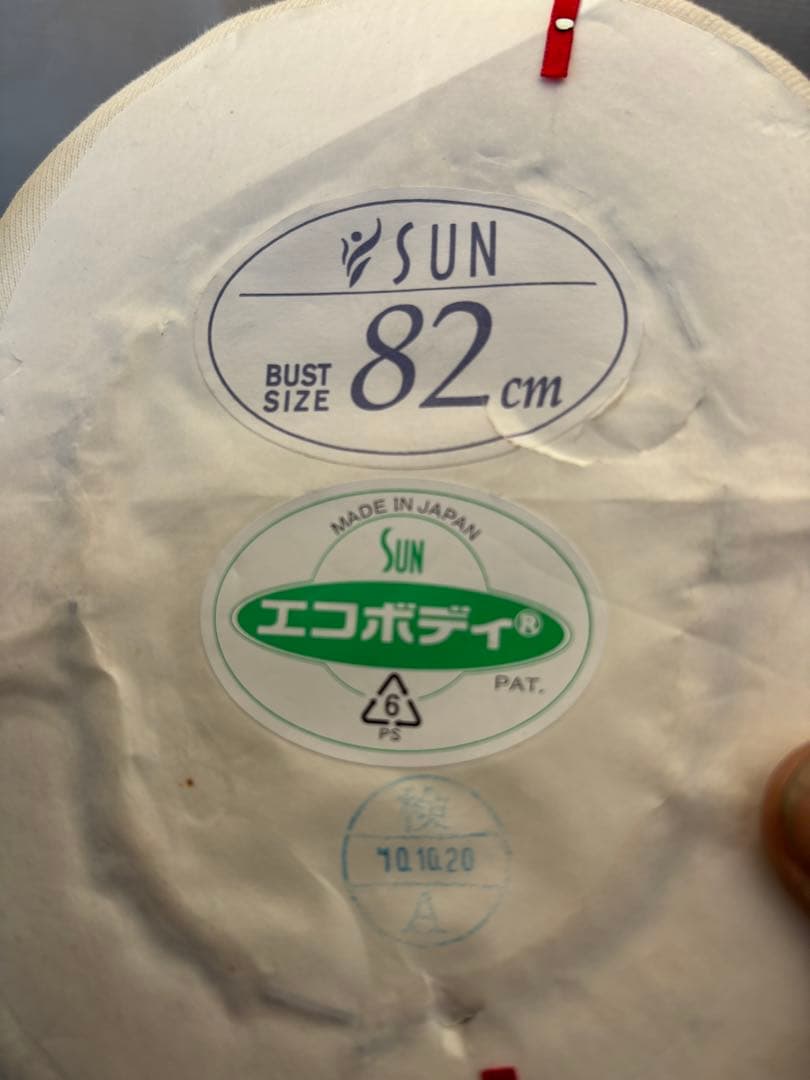 SUN
BUST
SIZE 82 cm
MADE IN JAPAN
SUN
エコボディ®
PAT.
6
PS
検
'10.10.20
A